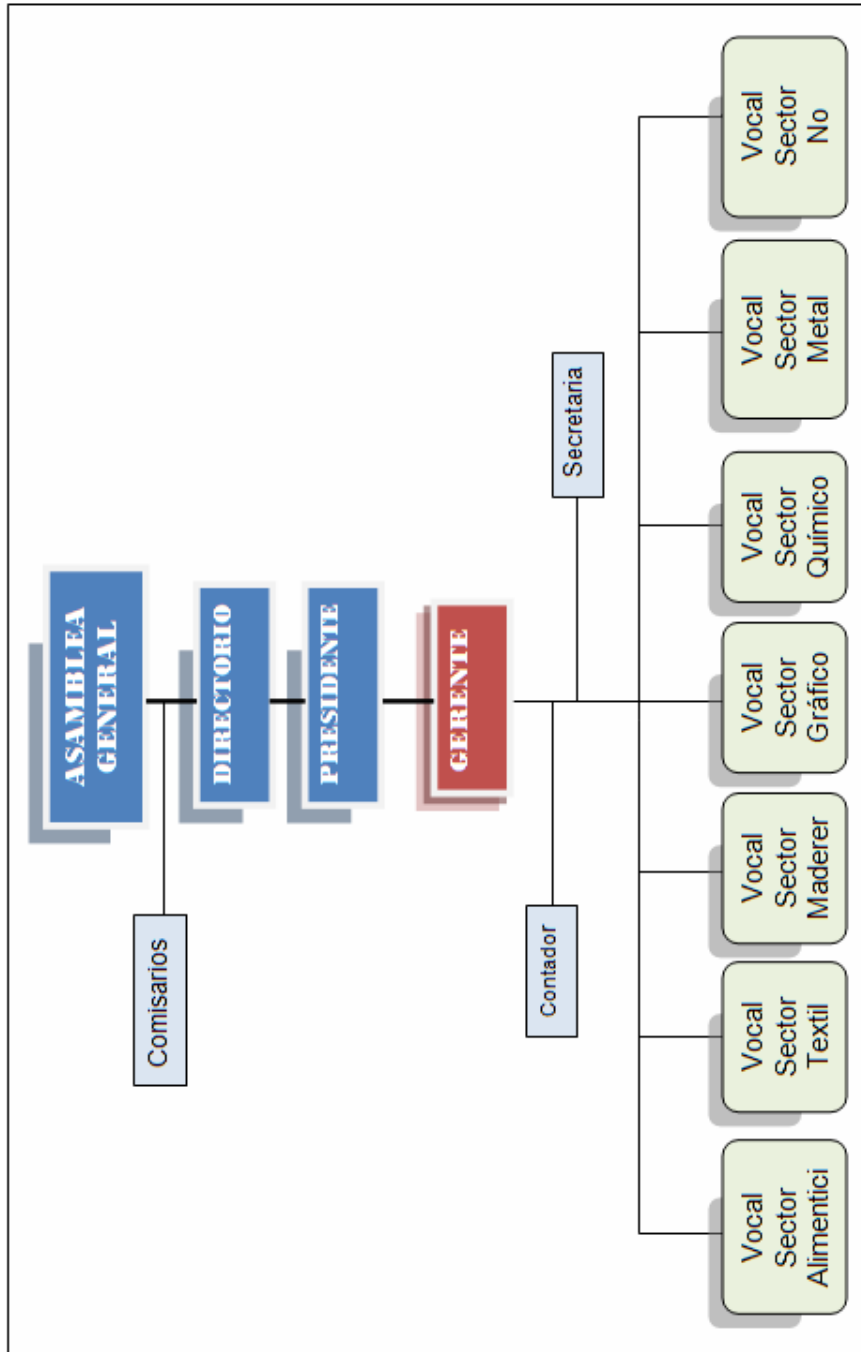 ASAMBLEA
GENERAL
Comisarios
DIRECTORIO
PRESIDENTE
GERENTE
Contador
Secretaria
Vocal
Sector
Alimentici
Vocal
Sector
Textil
Vocal
Sector
Maderer
Vocal
Sector
Gráfico
Vocal
Sector
Químico
Vocal
Sector
Metal
Vocal
Sector
No